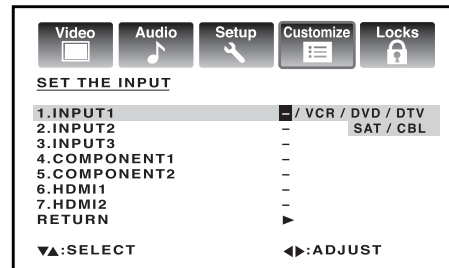 Video Audio Setup Customize Locks
SET THE INPUT
1.INPUT1 – / VCR / DVD / DTV
2.INPUT2 – SAT / CBL
3.INPUT3 –
4.COMPONENT1 –
5.COMPONENT2 –
6.HDMI1 –
7.HDMI2 –
RETURN ▶
▼▲:SELECT ◀▶:ADJUST